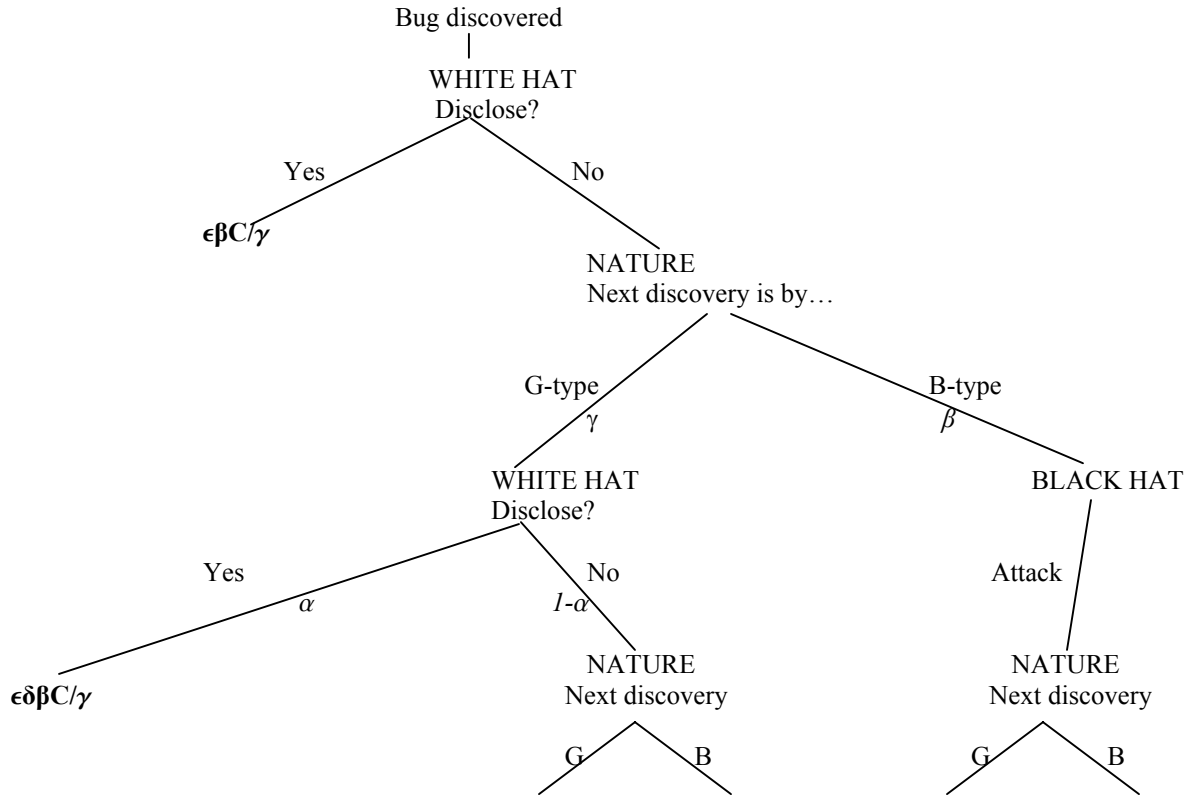 Bug discovered
WHITE HAT
Disclose?
Yes
No
ϵβC/γ
NATURE
Next discovery is by…
G-type
γ
B-type
β
WHITE HAT
Disclose?
BLACK HAT
Yes
α
No
1-α
Attack
ϵδβC/γ
NATURE
Next discovery
NATURE
Next discovery
G
B
G
B